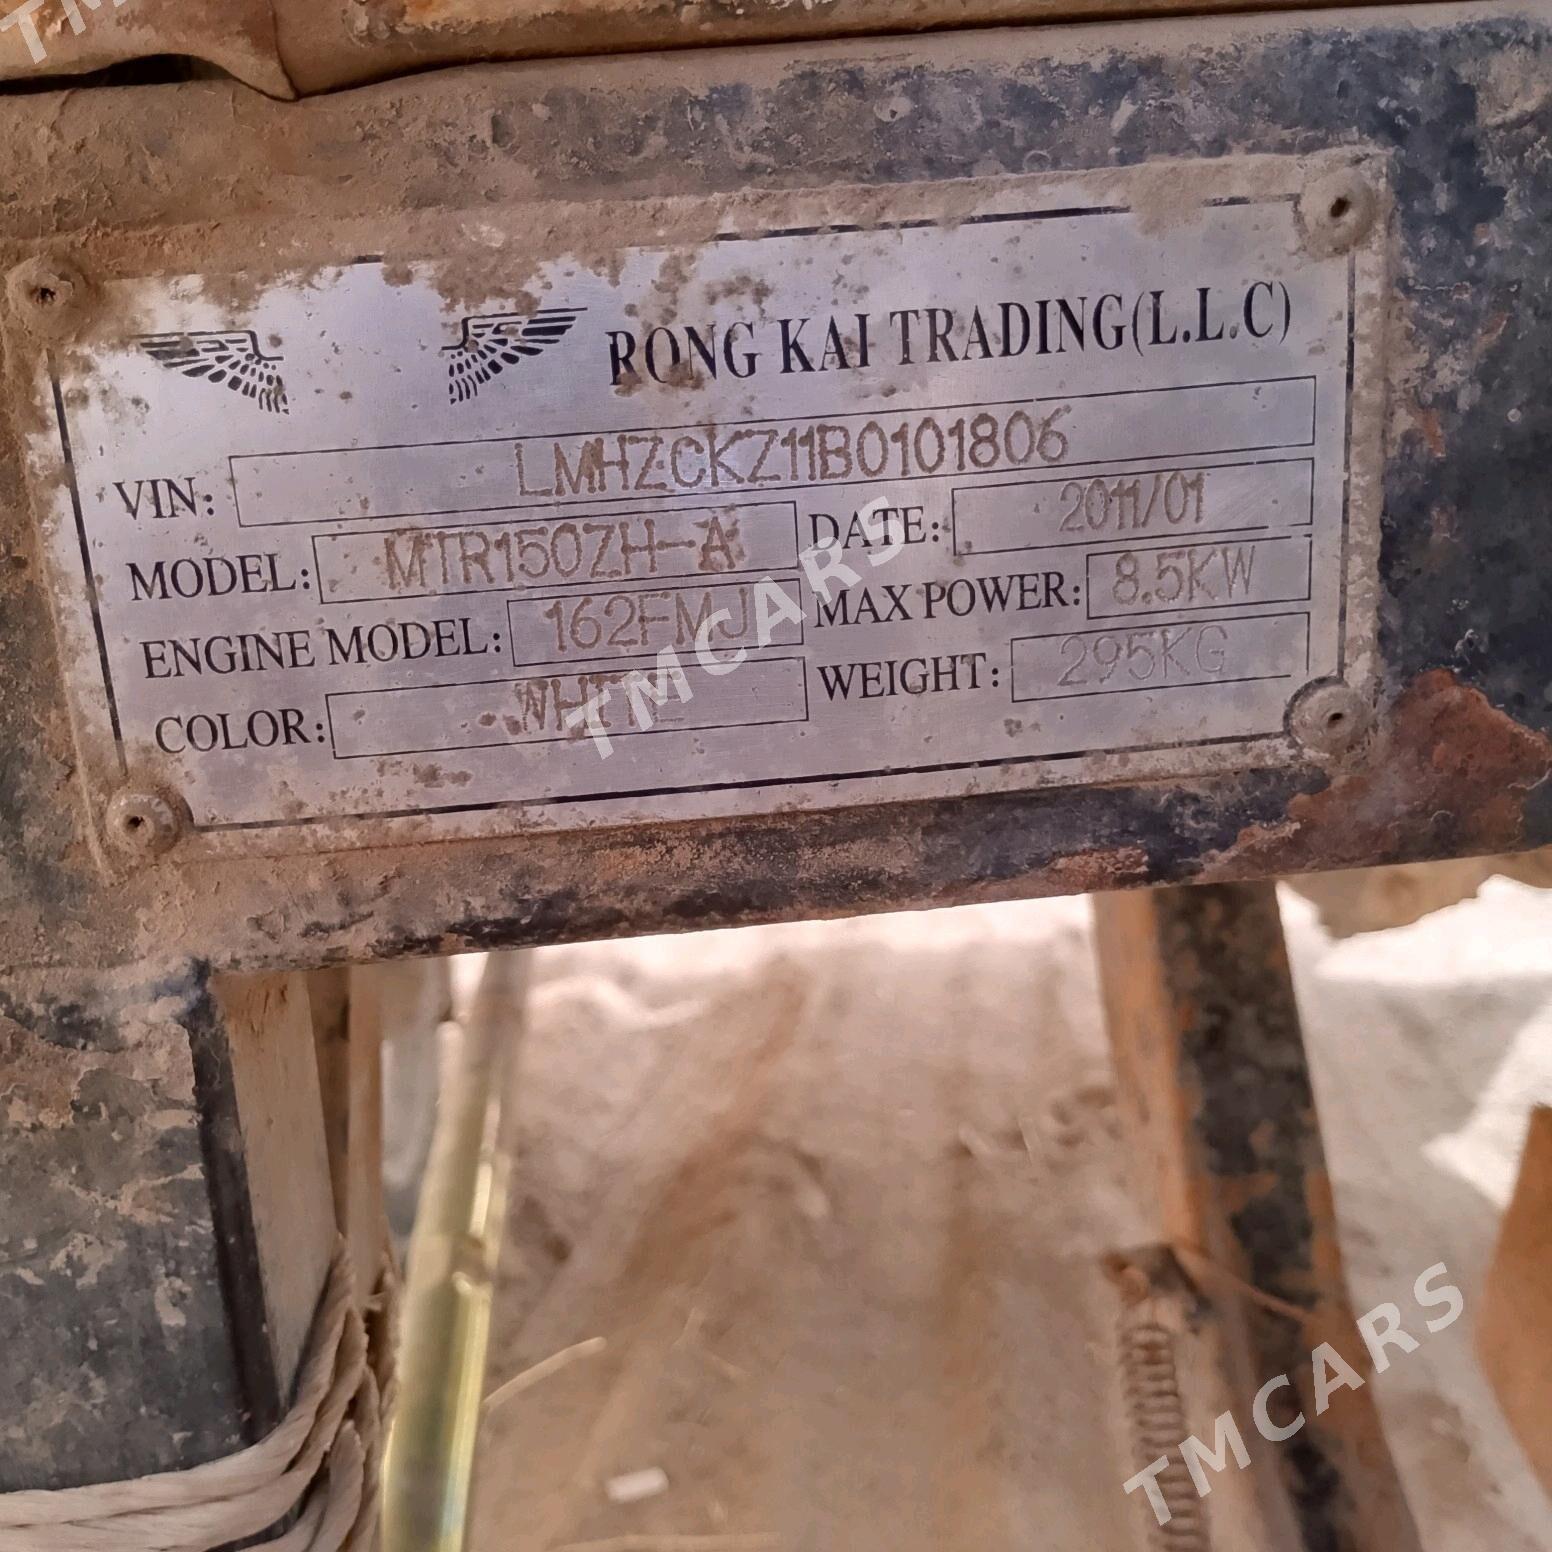 RONG KAI TRADING(L.L.C)
VIN: LMHZCKZ11B0101806
MODEL: MTR150ZH-A DATE: 2011/01
ENGINE MODEL: 162FMJ MAX POWER: 8.5KW
COLOR: WHITE WEIGHT: 295KG
TMCARS
TMCARS